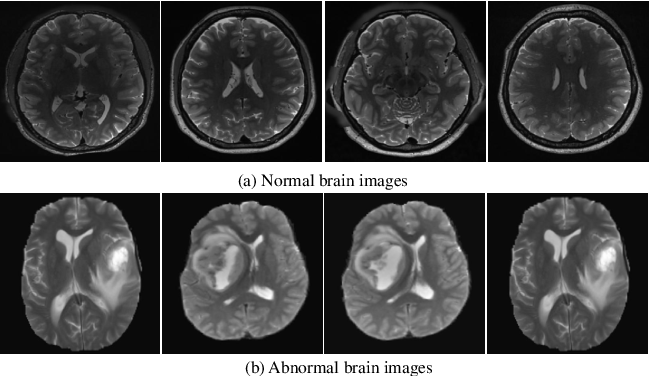 (a) Normal brain images
(b) Abnormal brain images